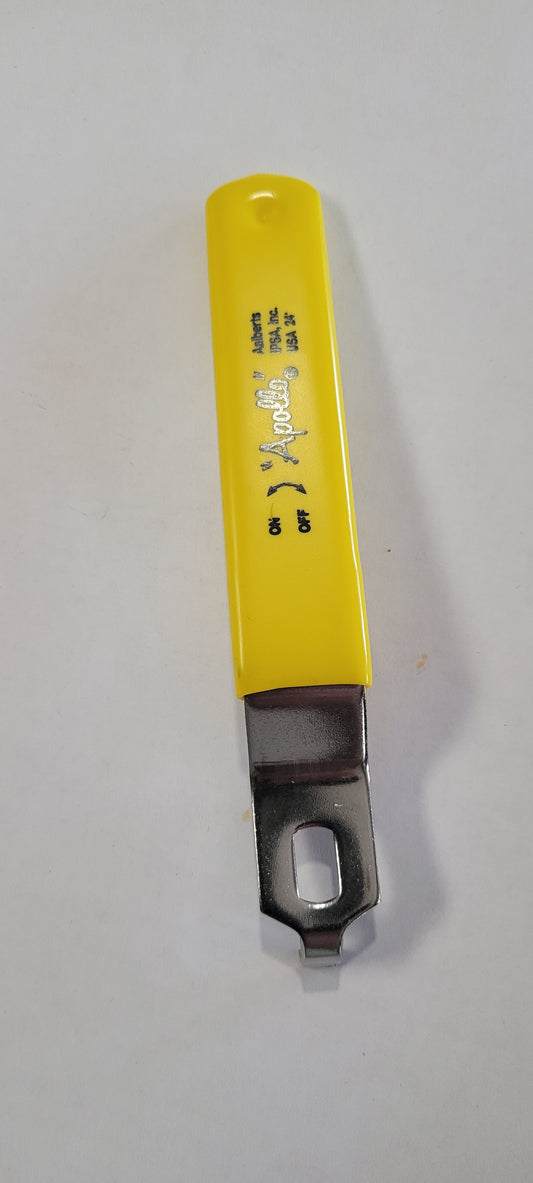 ON
OFF
"Apollo"®
Aalberts
IPSA, Inc.
USA 24"